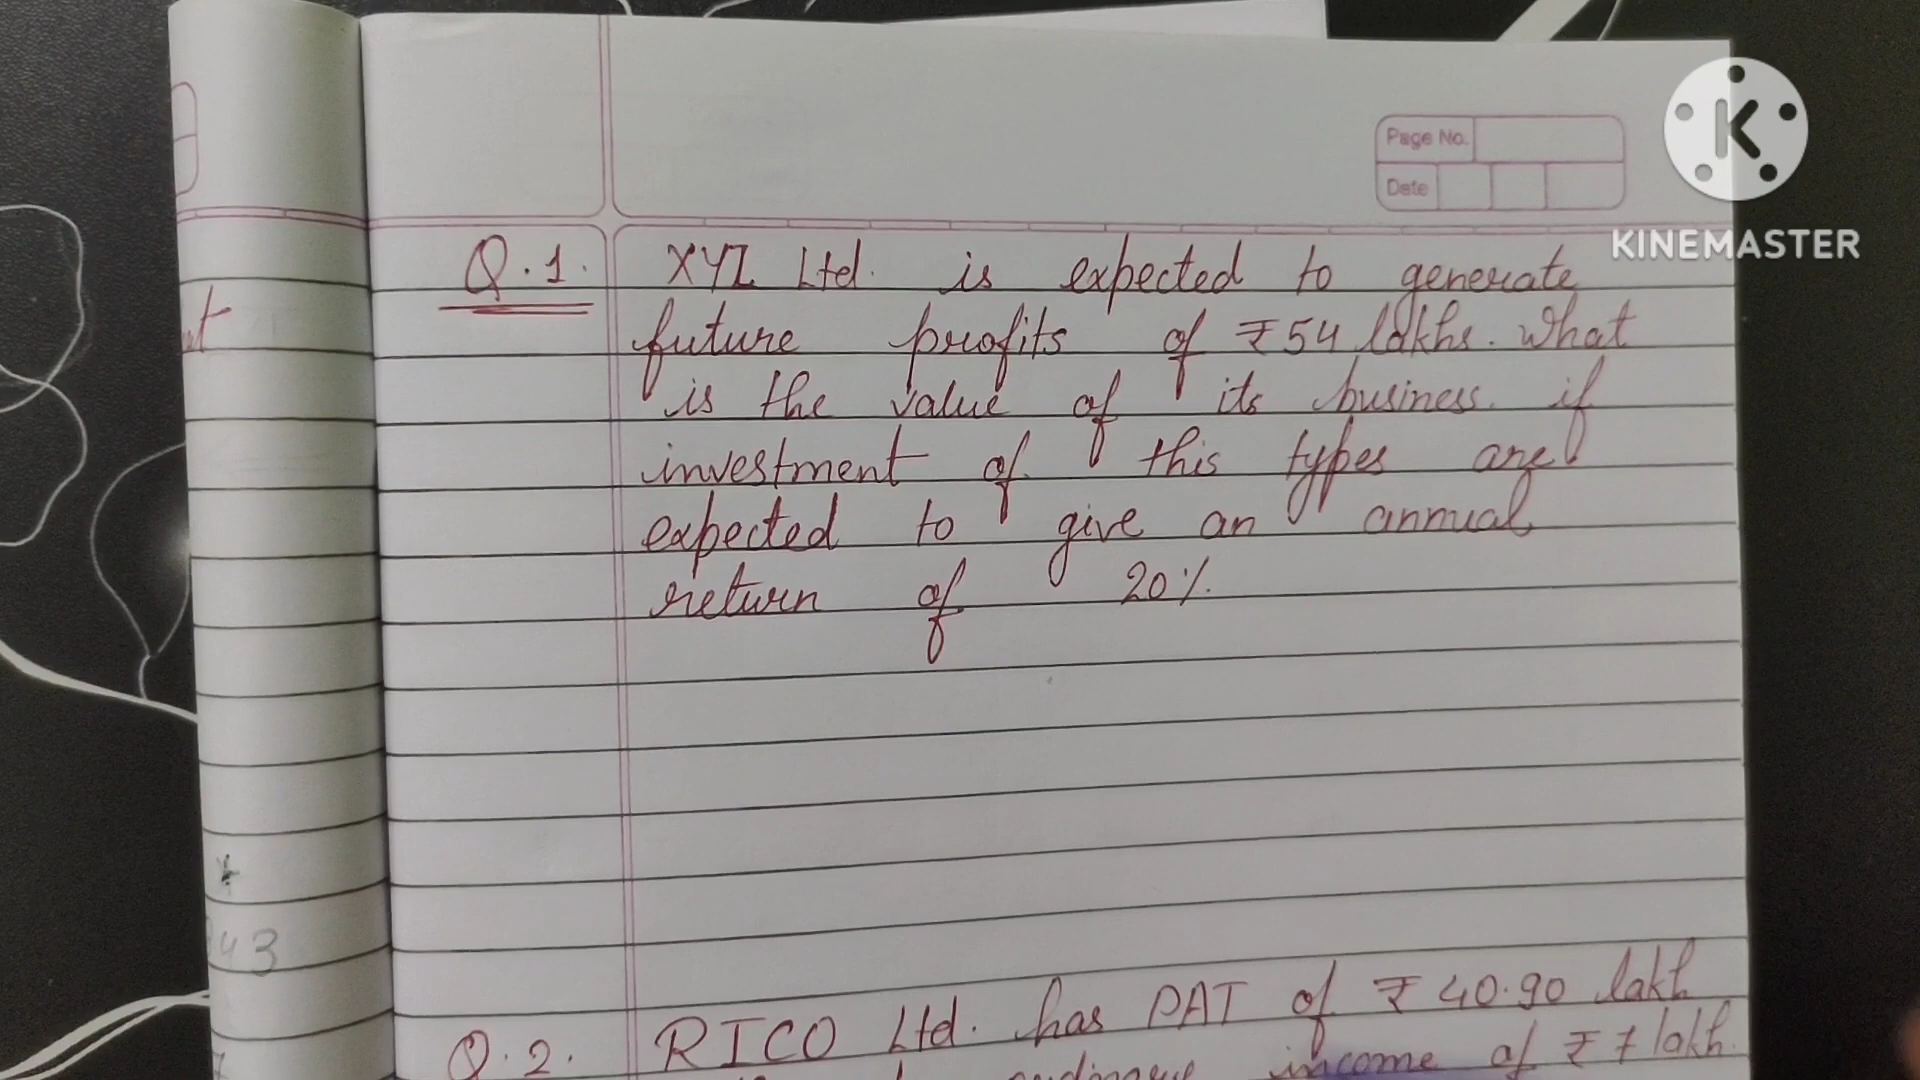 Page No.
Date
KINEMASTER
Q.1. XYZ Ltd. is expected to generate
future profits of ₹54 lakhs. What
is the value of its business. if
investment of this types are
expected to give an annual
return of 20%.
43
Q.2. RICO Ltd. has PAT of ₹40.90 lakh
income of ₹7 lakh.